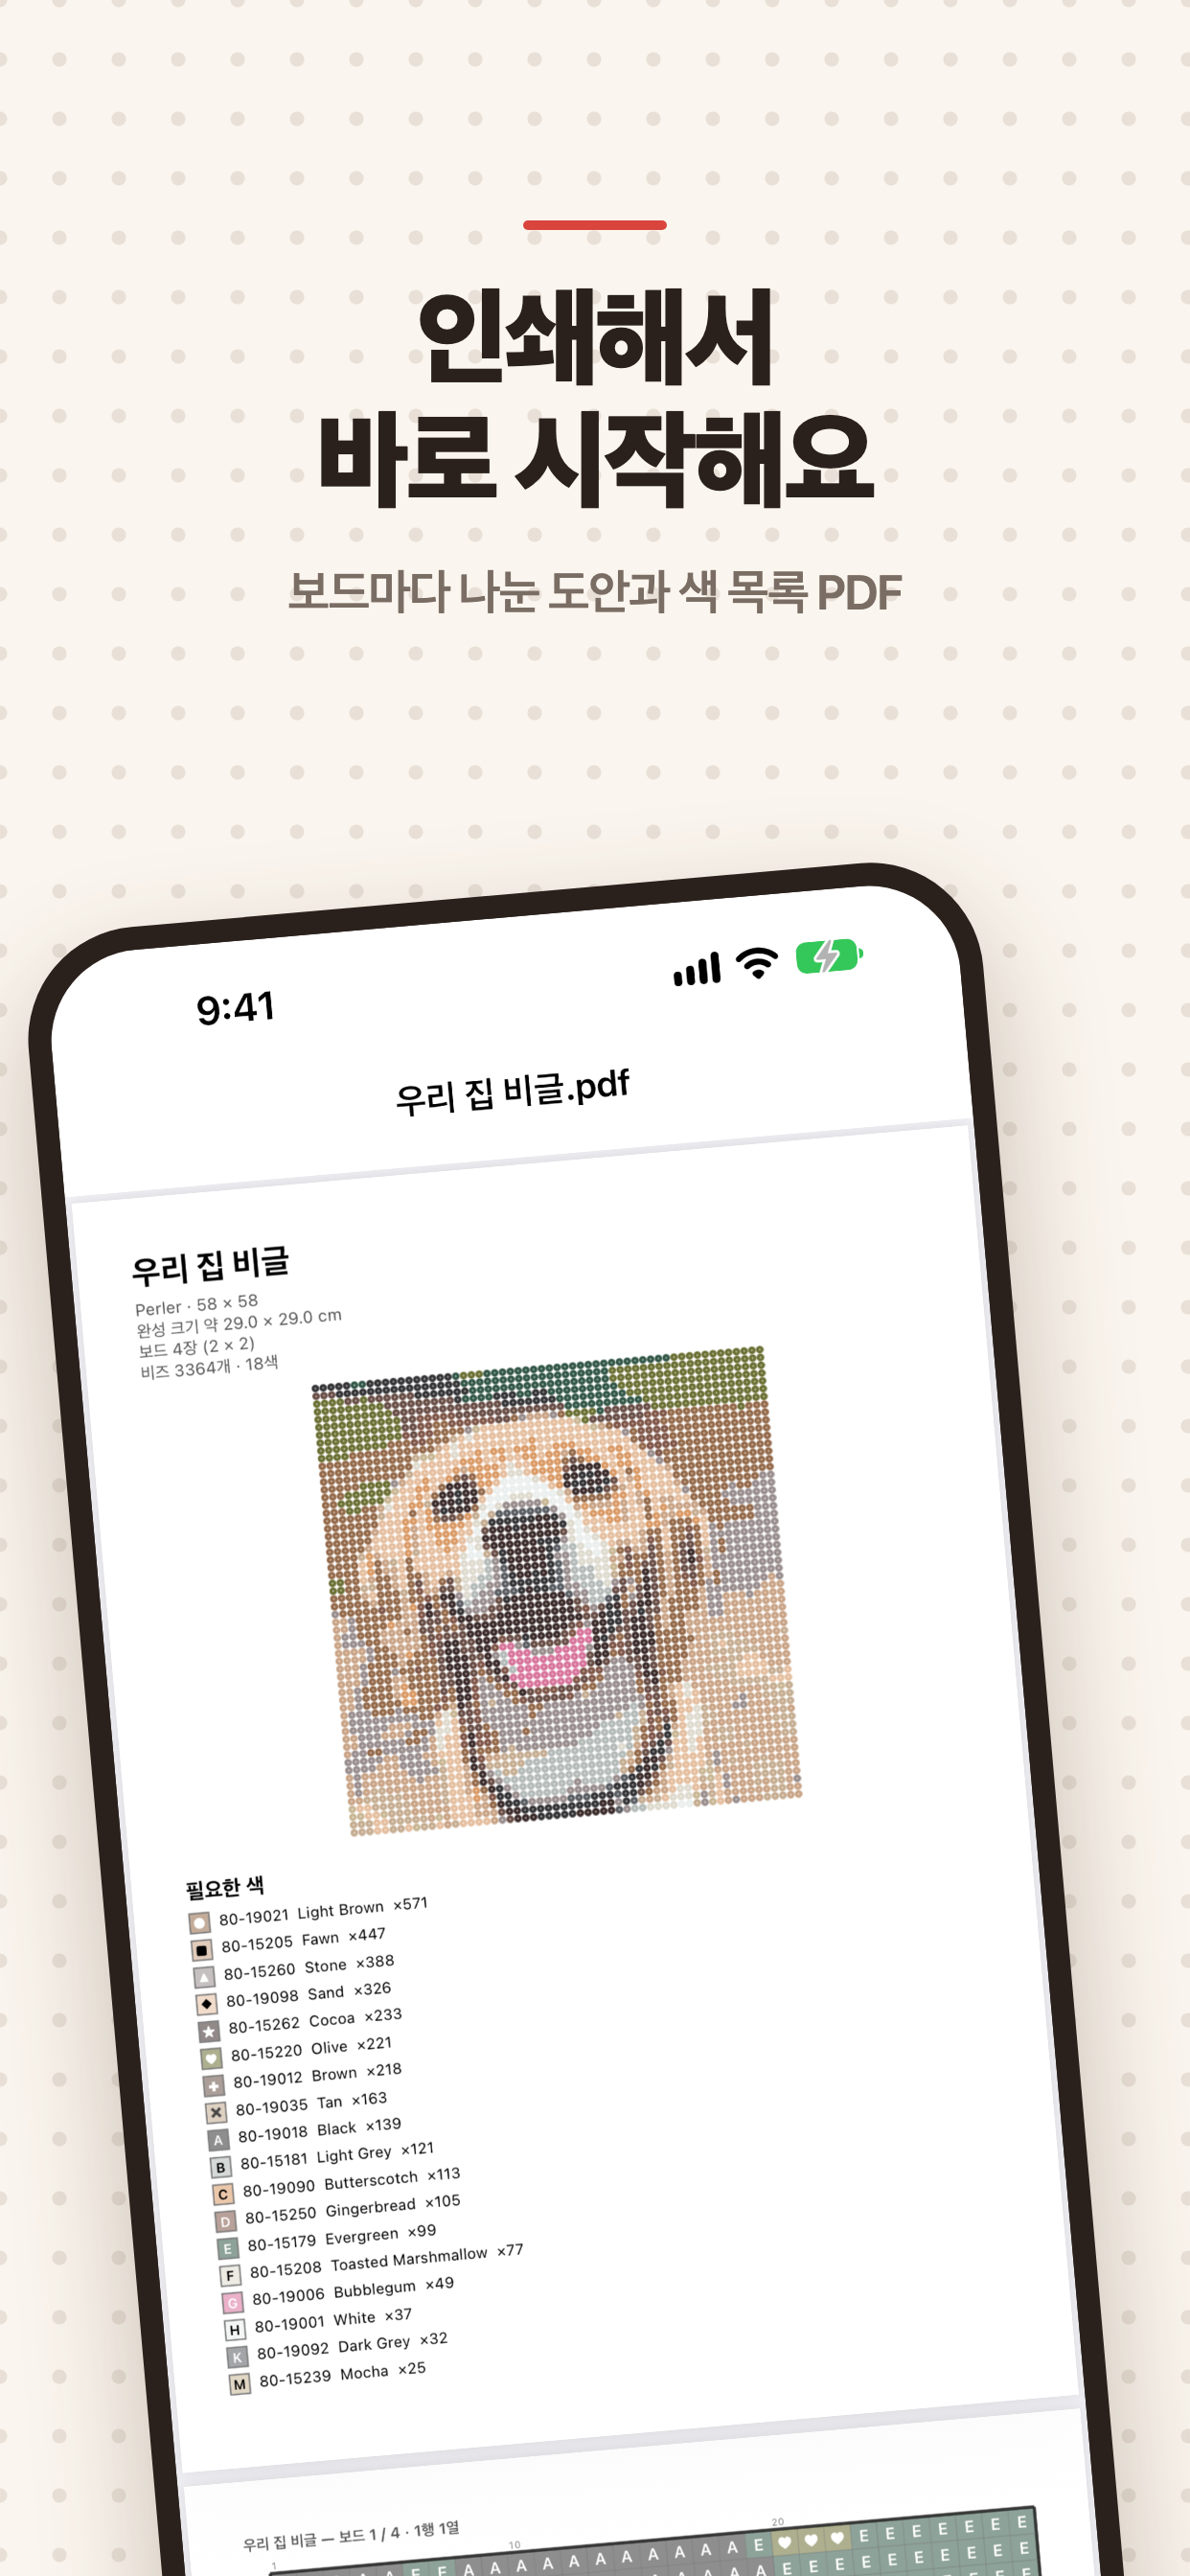 인쇄해서
바로 시작해요
보드마다 나눈 도안과 색 목록 PDF
9:41
우리 집 비글.pdf
우리 집 비글
Perler · 58 × 58
완성 크기 약 29.0 × 29.0 cm
보드 4장 (2 × 2)
비즈 3364개 · 18색
필요한 색
80-19021 Light Brown ×571
80-15205 Fawn ×447
80-15260 Stone ×388
80-19098 Sand ×326
80-15262 Cocoa ×233
80-15220 Olive ×221
80-19012 Brown ×218
80-19035 Tan ×163
A 80-19018 Black ×139
B 80-15181 Light Grey ×121
C 80-19090 Butterscotch ×113
D 80-15250 Gingerbread ×105
E 80-15179 Evergreen ×99
F 80-15208 Toasted Marshmallow ×77
G 80-19006 Bubblegum ×49
H 80-19001 White ×37
K 80-19092 Dark Grey ×32
M 80-15239 Mocha ×25
우리 집 비글 — 보드 1 / 4 · 1행 1열
1 10 20
E E A A A A A A A A A A A E E E E E E E E
A A A A E E E E E E E E E E